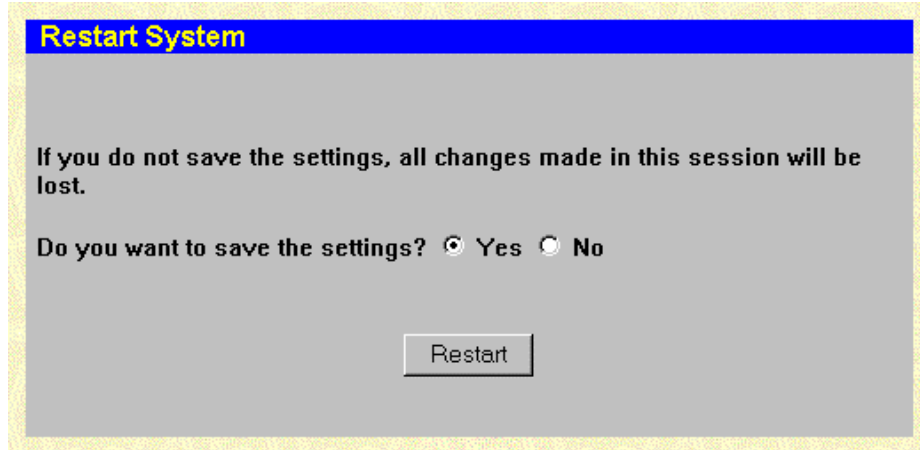 Restart System
If you do not save the settings, all changes made in this session will be
lost.
Do you want to save the settings? Yes No
Restart